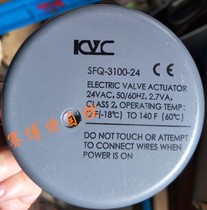 KVC
SFQ-3100-24 CE
ELECTRIC VALVE ACTUATOR
24VAC, 50/60HZ, 2.7VA,
CLASS 2, OPERATING TEMP:
0 F(-18℃) TO 140 F (60℃)
DO NOT TOUCH OR ATTEMPT
TO CONNECT WIRES WHEN
POWER IS ON